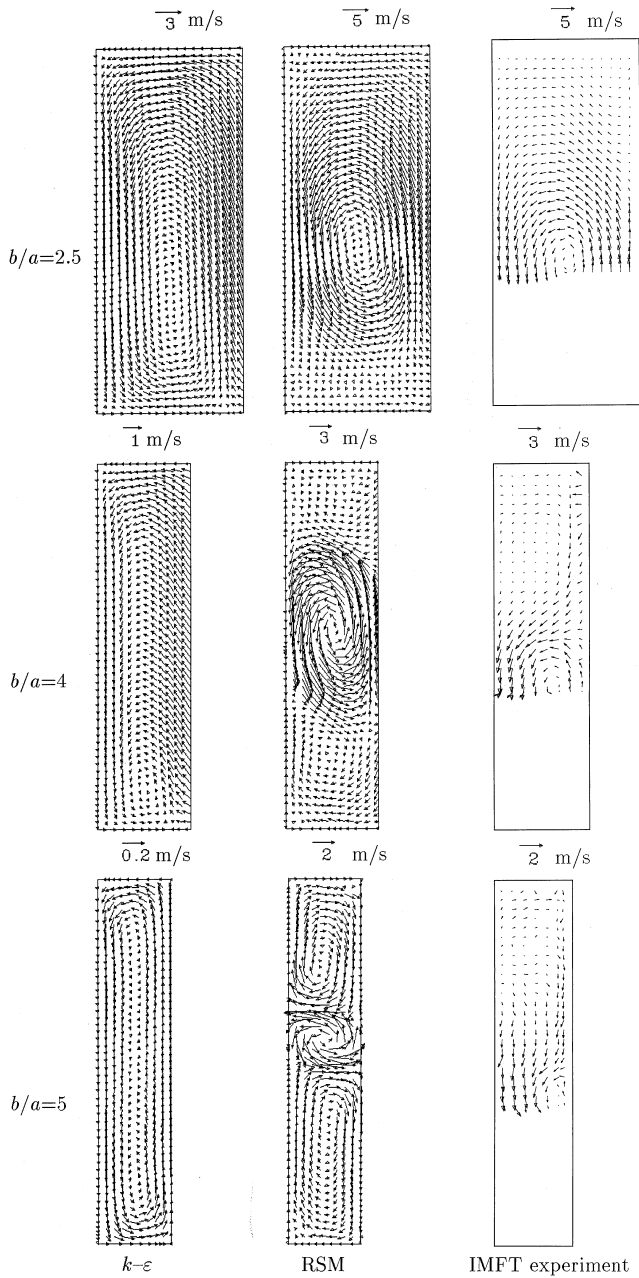 3 m/s
5 m/s
5 m/s
b/a=2.5
1 m/s
3 m/s
3 m/s
b/a=4
0.2 m/s
2 m/s
2 m/s
b/a=5
k–ε
RSM
IMFT experiment